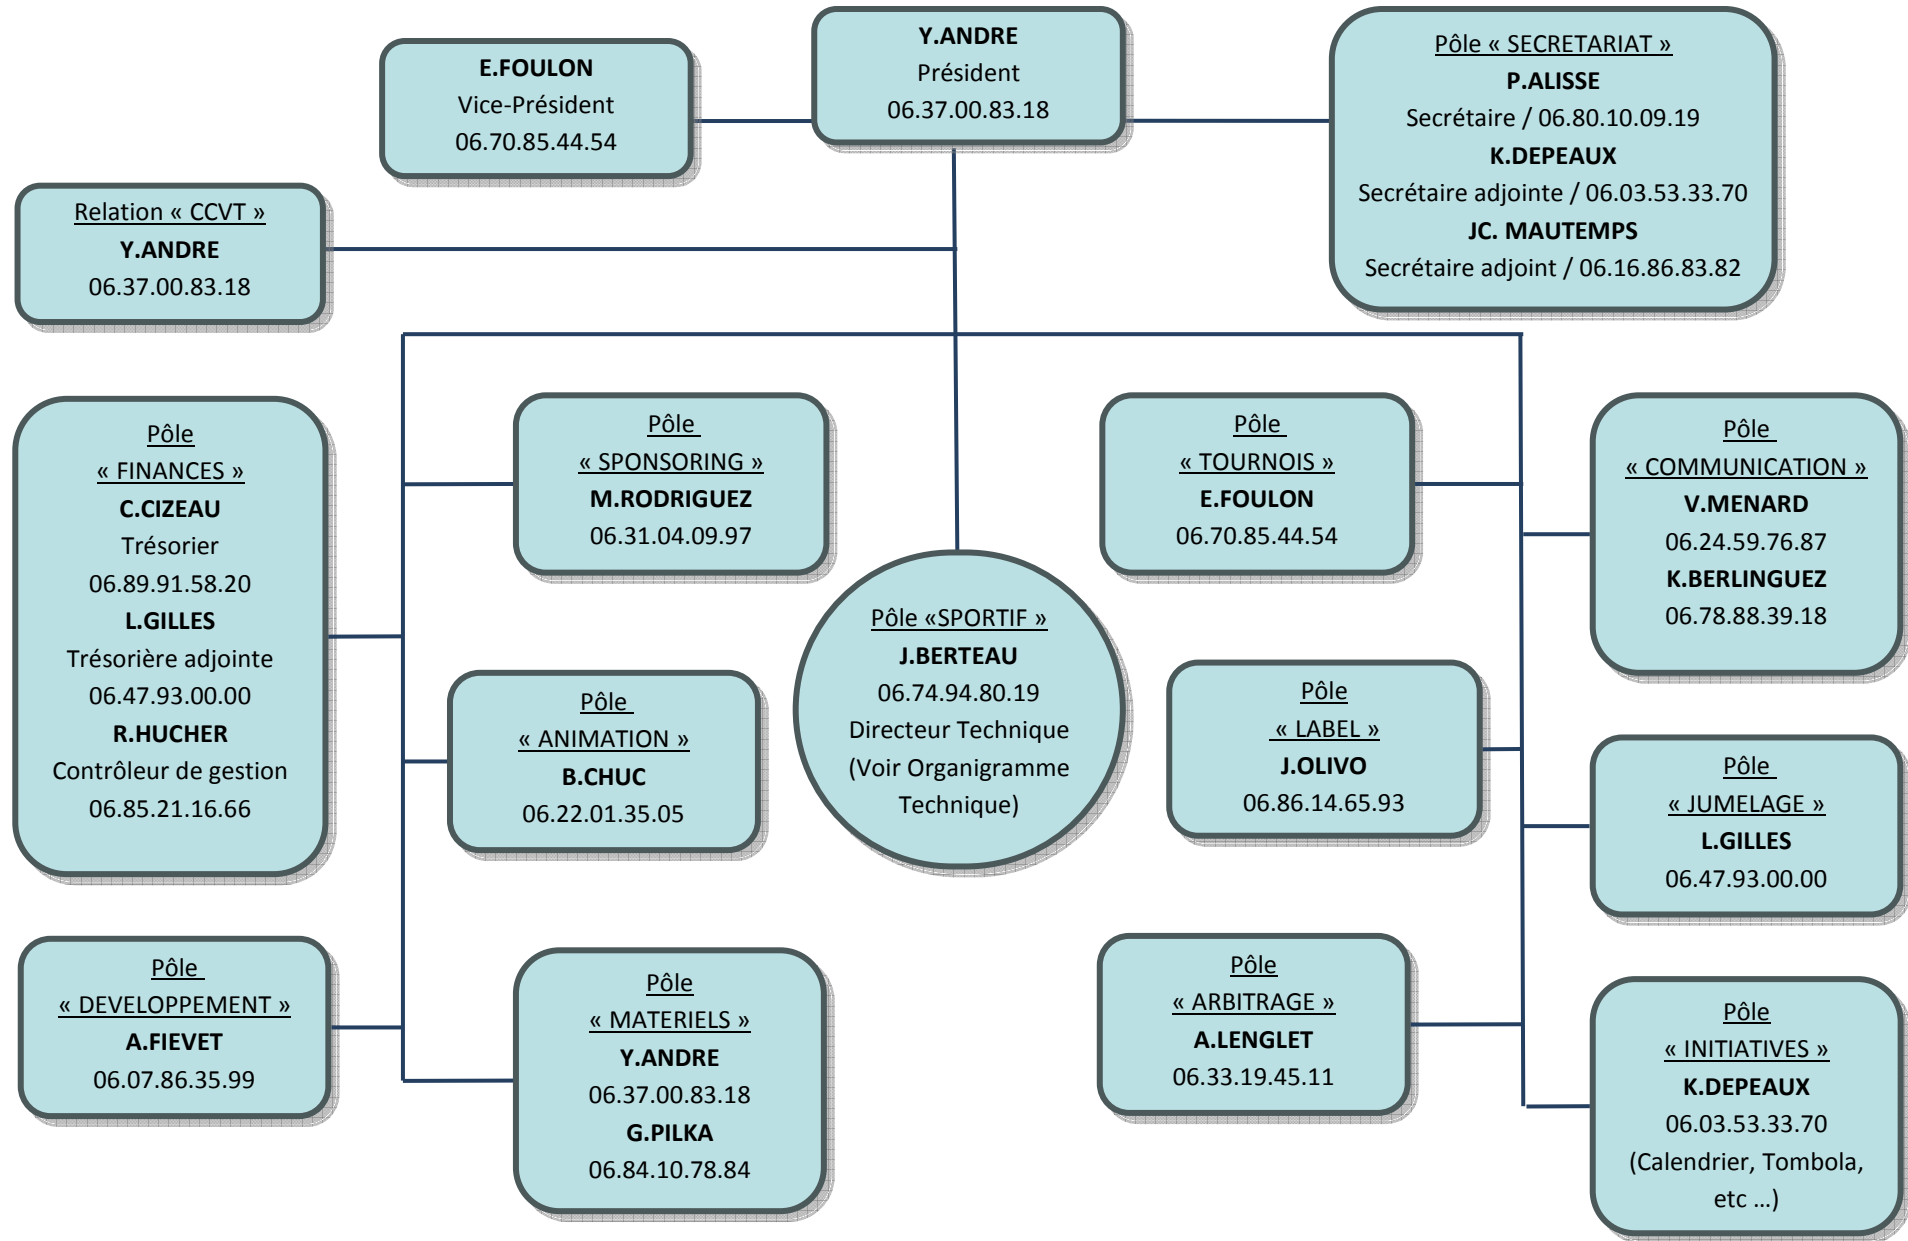 E.FOULON
Vice-Président
06.70.85.44.54
Y.ANDRE
Président
06.37.00.83.18
Pôle « SECRETARIAT »
P.ALISSE
Secrétaire / 06.80.10.09.19
K.DEPEAUX
Secrétaire adjointe / 06.03.53.33.70
JC. MAUTEMPS
Secrétaire adjoint / 06.16.86.83.82
Relation « CCVT »
Y.ANDRE
06.37.00.83.18
Pôle
« FINANCES »
C.CIZEAU
Trésorier
06.89.91.58.20
L.GILLES
Trésorière adjointe
06.47.93.00.00
R.HUCHER
Contrôleur de gestion
06.85.21.16.66
Pôle
« SPONSORING »
M.RODRIGUEZ
06.31.04.09.97
Pôle
« TOURNOIS »
E.FOULON
06.70.85.44.54
Pôle
« COMMUNICATION »
V.MENARD
06.24.59.76.87
K.BERLINGUEZ
06.78.88.39.18
Pôle «SPORTIF »
J.BERTEAU
06.74.94.80.19
Directeur Technique
(Voir Organigramme
Technique)
Pôle
« ANIMATION »
B.CHUC
06.22.01.35.05
Pôle
« LABEL »
J.OLIVO
06.86.14.65.93
Pôle
« JUMELAGE »
L.GILLES
06.47.93.00.00
Pôle
« DEVELOPPEMENT »
A.FIEVET
06.07.86.35.99
Pôle
« MATERIELS »
Y.ANDRE
06.37.00.83.18
G.PILKA
06.84.10.78.84
Pôle
« ARBITRAGE »
A.LENGLET
06.33.19.45.11
Pôle
« INITIATIVES »
K.DEPEAUX
06.03.53.33.70
(Calendrier, Tombola,
etc …)